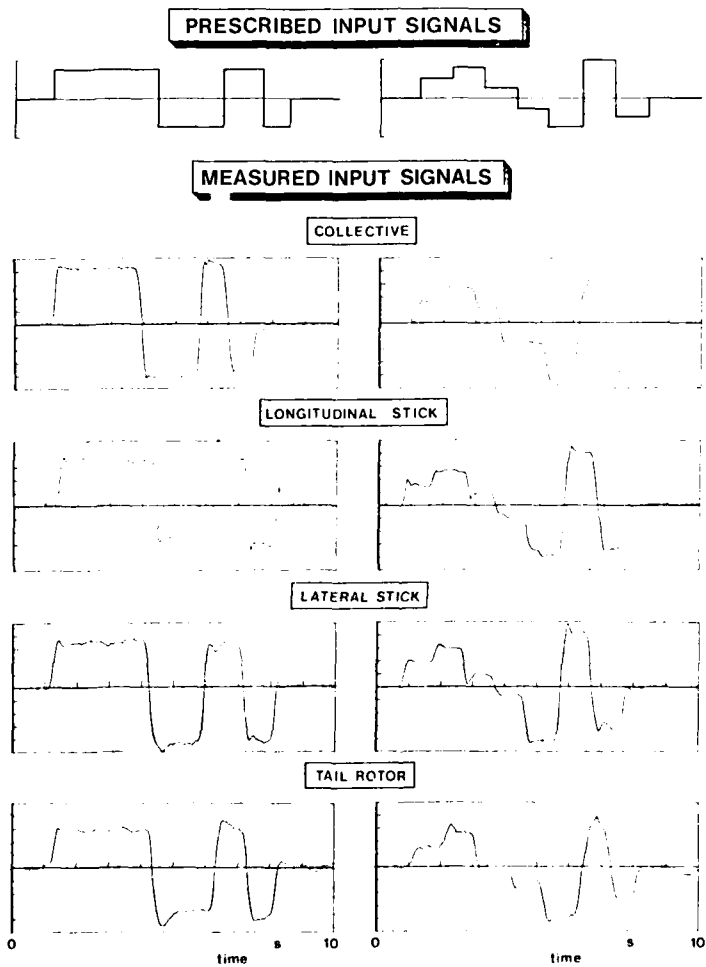 PRESCRIBED INPUT SIGNALS
MEASURED INPUT SIGNALS
COLLECTIVE
LONGITUDINAL STICK
LATERAL STICK
TAIL ROTOR
0 s 10 0 s 10
time time